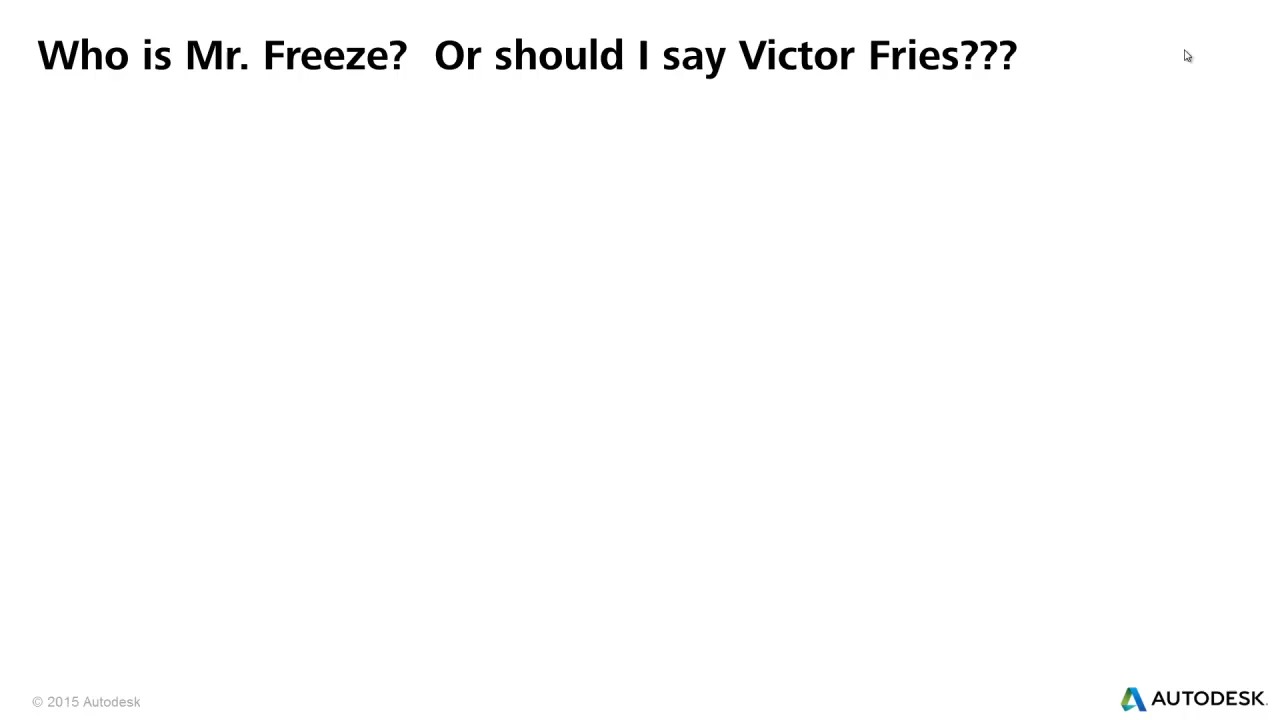 Who is Mr. Freeze?  Or should I say Victor Fries???
© 2015 Autodesk
AUTODESK.